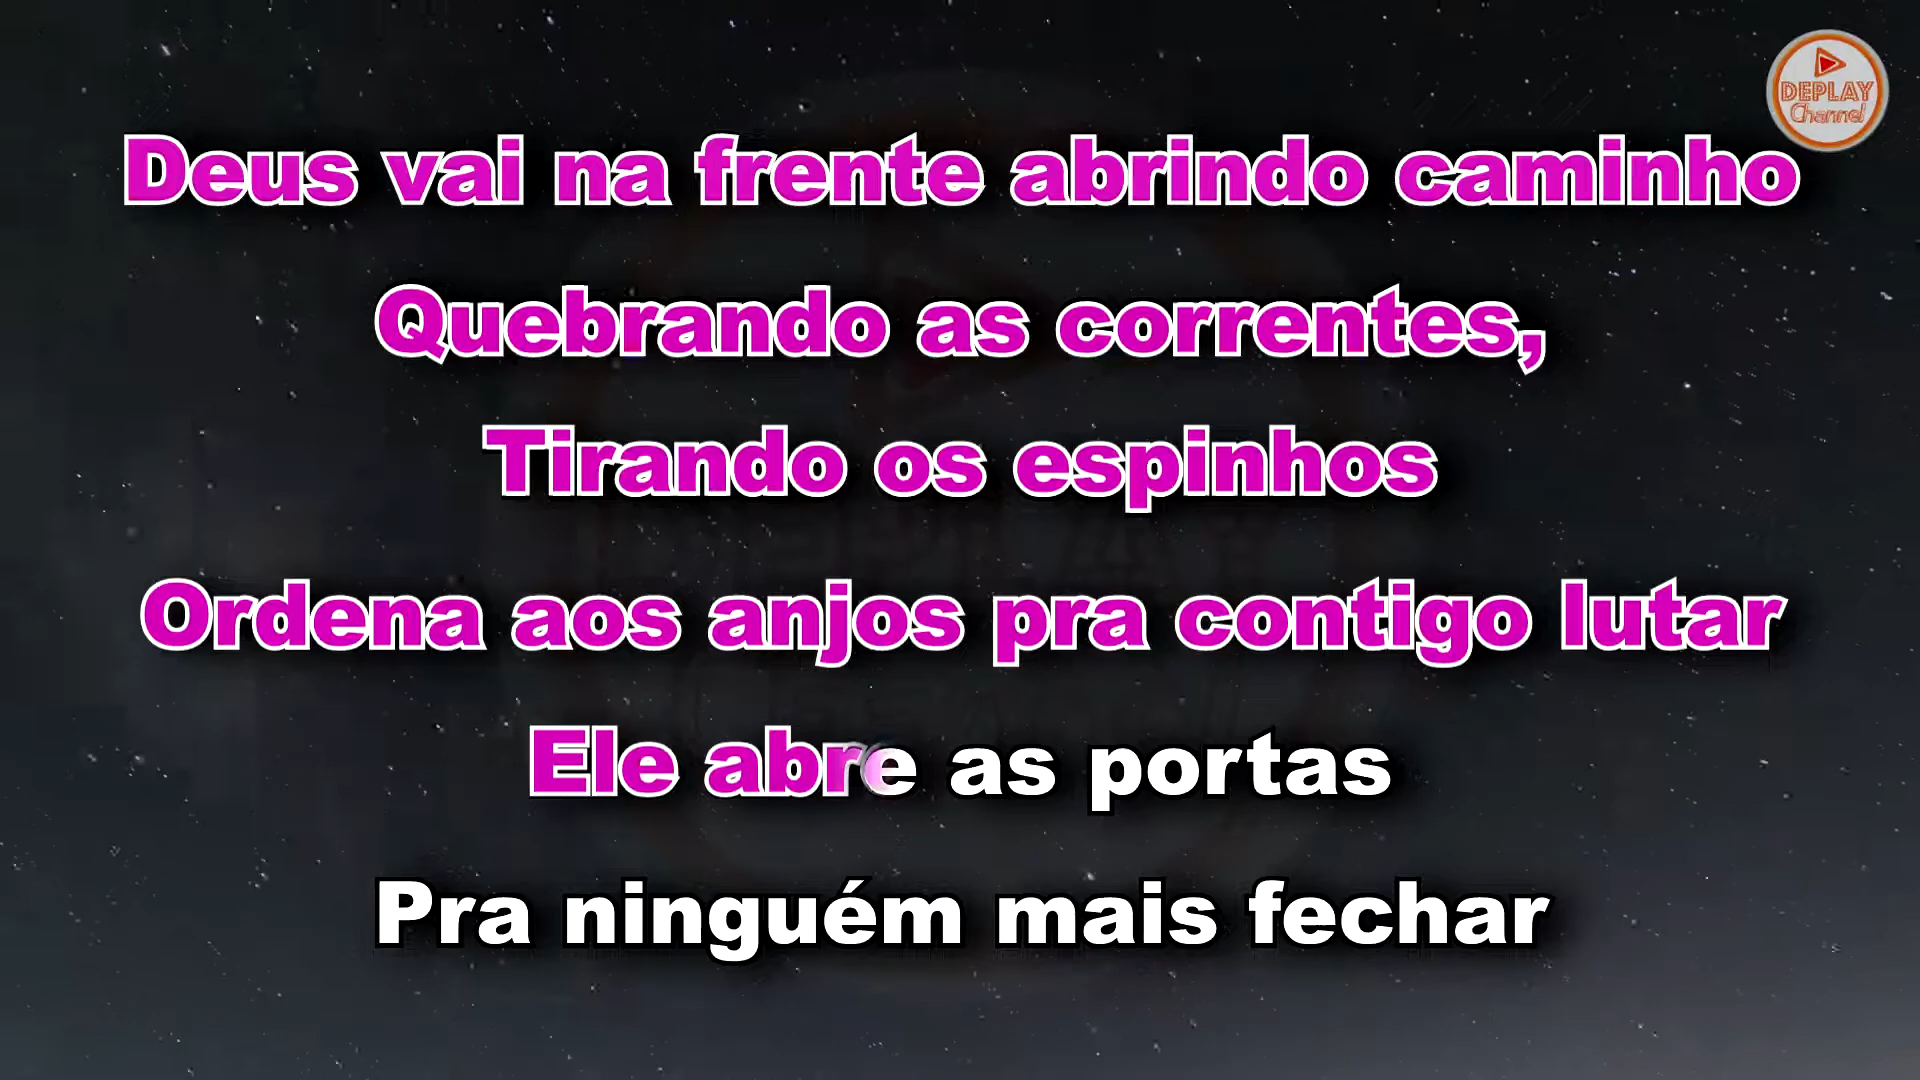 DEPLAY
Channel
Deus vai na frente abrindo caminho
Quebrando as correntes,
Tirando os espinhos
Ordena aos anjos pra contigo lutar
Ele abre as portas
Pra ninguém mais fechar